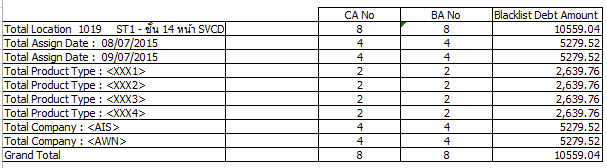 CA No BA No Blacklist Debt Amount
Total Location 1019 ST1 - ชั้น 14 หน้า SVCD 8 8 10559.04
Total Assign Date : 08/07/2015 4 4 5279.52
Total Assign Date : 09/07/2015 4 4 5279.52
Total Product Type : <XXX1> 2 2 2,639.76
Total Product Type : <XXX2> 2 2 2,639.76
Total Product Type : <XXX3> 2 2 2,639.76
Total Product Type : <XXX4> 2 2 2,639.76
Total Company : <AIS> 4 4 5279.52
Total Company : <AWN> 4 4 5279.52
Grand Total 8 8 10559.04